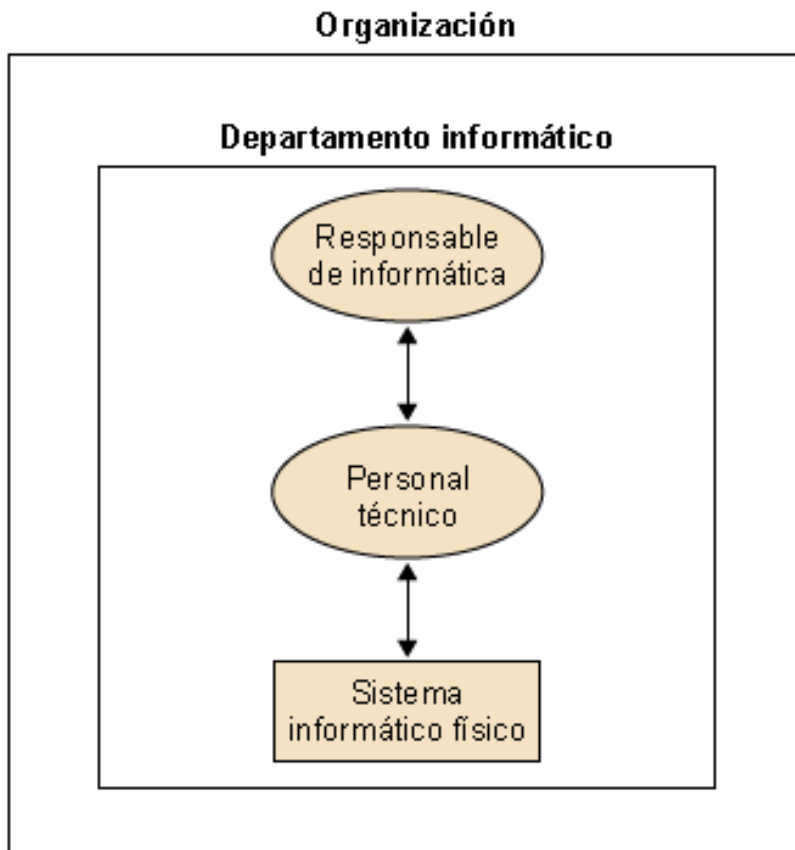 Organización
Departamento informático
Responsable
de informática
Personal
técnico
Sistema
informático físico